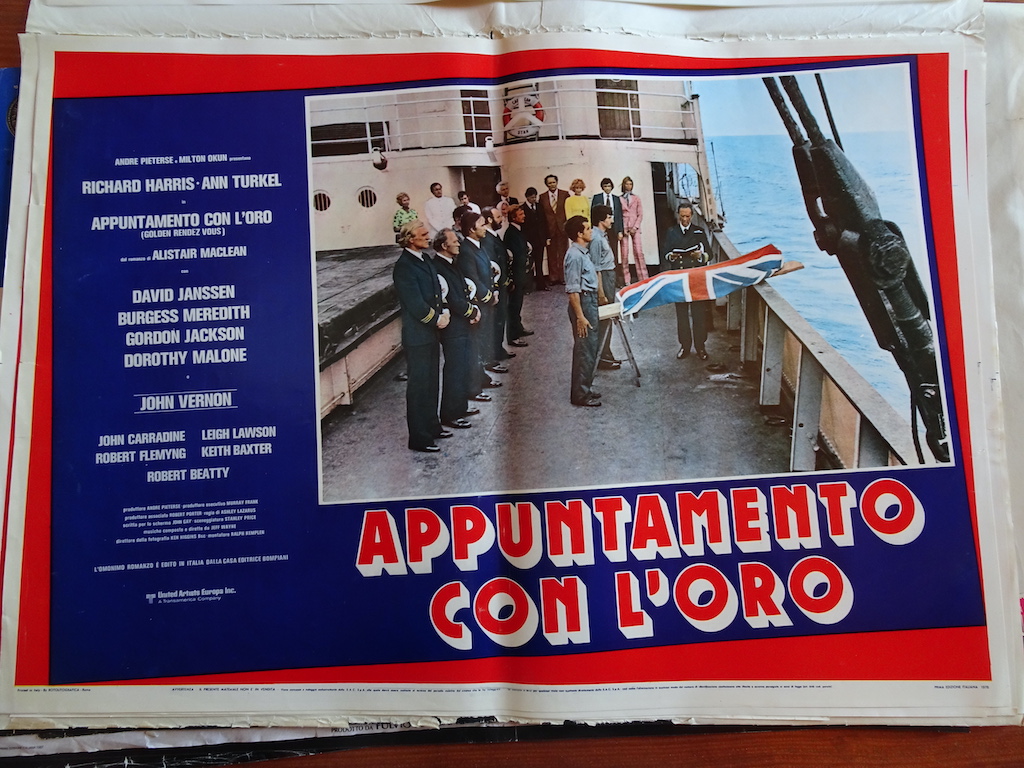 ANDRE PIETERSE e MILTON OKUN presentano
RICHARD HARRIS · ANN TURKEL
in
APPUNTAMENTO CON L'ORO
(GOLDEN RENDEZ VOUS)
dal romanzo di ALISTAIR MACLEAN
con
DAVID JANSSEN
BURGESS MEREDITH
GORDON JACKSON
DOROTHY MALONE
e
JOHN VERNON
JOHN CARRADINE LEIGH LAWSON
ROBERT FLEMYNG KEITH BAXTER
ROBERT BEATTY
produttore ANDRE PIETERSE · produttore esecutivo MURRAY FRANK
produttore associato ROBERT PORTER · regia di ASHLEY LAZARUS
scritto per lo schermo JOHN GAY · sceneggiatore STANLEY PRICE
musiche composte e dirette da JEFF WAYNE
direttore della fotografia KEN HIGGINS Bsc · montatore RALPH KEMPLEN
L'OMONIMO ROMANZO È EDITO IN ITALIA DALLA CASA EDITRICE BOMPIANI
United Artists Europa Inc.
A Transamerica Company
APPUNTAMENTO
CON L'ORO
PRODOTTO DA FULVIO